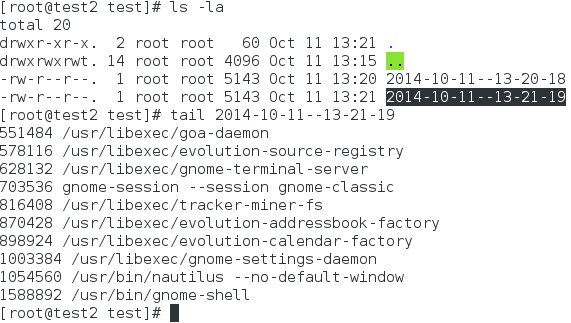 [root@test2 test]# ls -la
total 20
drwxr-xr-x.  2 root root   60 Oct 11 13:21 .
drwxrwxrwt. 14 root root 4096 Oct 11 13:15 ..
-rw-r--r--.  1 root root 5143 Oct 11 13:20 2014-10-11--13-20-18
-rw-r--r--.  1 root root 5143 Oct 11 13:21 2014-10-11--13-21-19
[root@test2 test]# tail 2014-10-11--13-21-19
551484 /usr/libexec/goa-daemon
578116 /usr/libexec/evolution-source-registry
628132 /usr/libexec/gnome-terminal-server
703536 gnome-session --session gnome-classic
816408 /usr/libexec/tracker-miner-fs
870428 /usr/libexec/evolution-addressbook-factory
898924 /usr/libexec/evolution-calendar-factory
1003384 /usr/libexec/gnome-settings-daemon
1054560 /usr/bin/nautilus --no-default-window
1588892 /usr/bin/gnome-shell
[root@test2 test]#